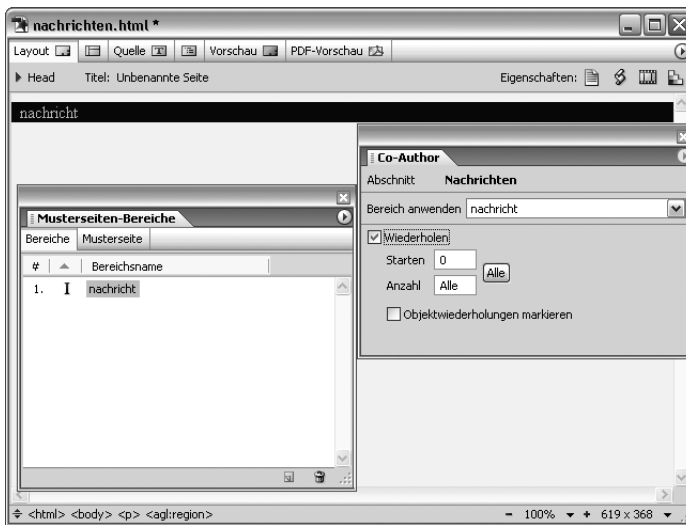 nachrichten.html *
Layout Quelle Vorschau PDF-Vorschau
Head Titel: Unbenannte Seite Eigenschaften:
nachricht
Co-Author
Abschnitt Nachrichten
Bereich anwenden nachricht
Wiederholen
Starten 0
Anzahl Alle
Alle
Objektwiederholungen markieren
Musterseiten-Bereiche
Bereiche Musterseite
# Bereichsname
1. nachricht
<html> <body> <p> <agl:region> - 100% + 619 x 368